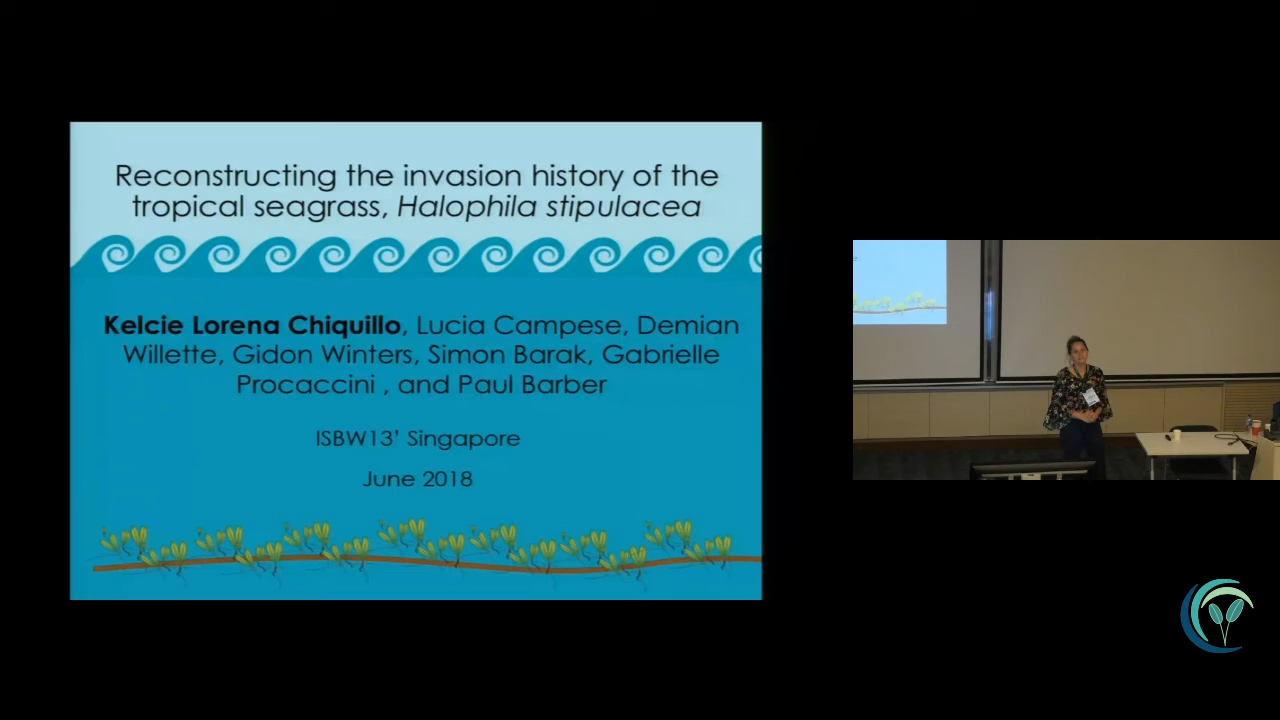 Reconstructing the invasion history of the
tropical seagrass, Halophila stipulacea
Kelcie Lorena Chiquillo, Lucia Campese, Demian
Willette, Gidon Winters, Simon Barak, Gabrielle
Procaccini , and Paul Barber
ISBW13’ Singapore
June 2018